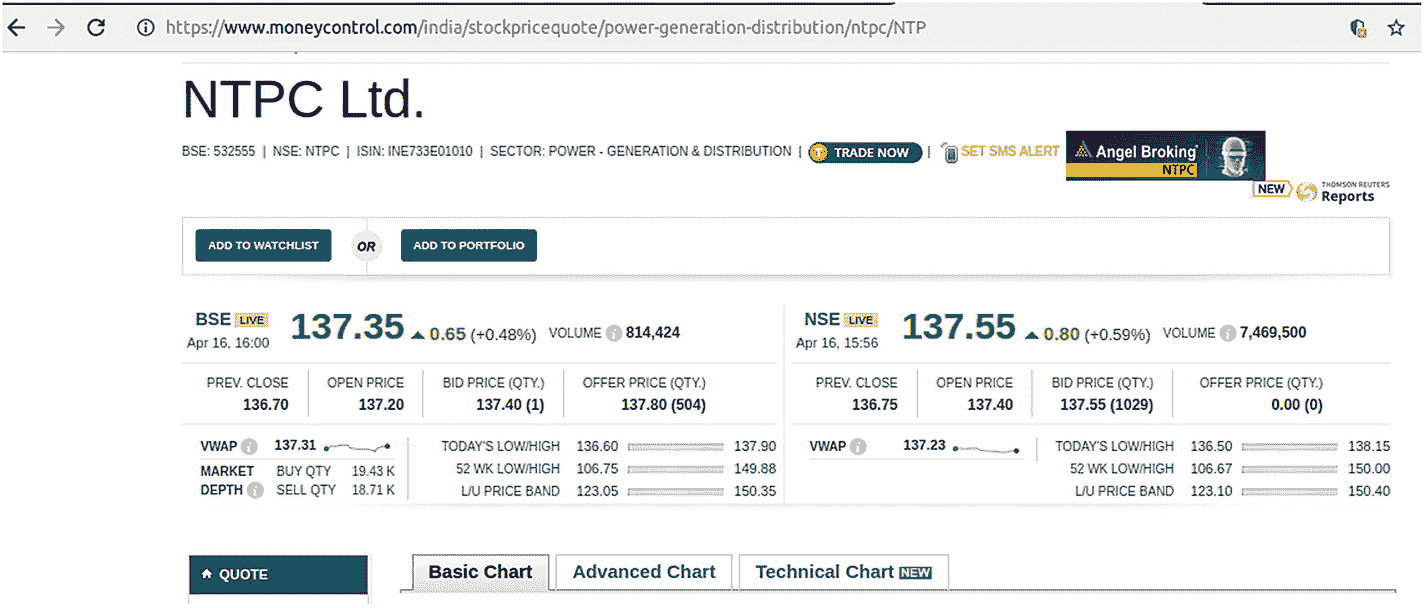 https://www.moneycontrol.com/india/stockpricequote/power-generation-distribution/ntpc/NTP
NTPC Ltd.
BSE: 532555 | NSE: NTPC | ISIN: INE733E01010 | SECTOR: POWER - GENERATION & DISTRIBUTION | TRADE NOW | SET SMS ALERT
Angel Broking
NTPC
NEW THOMSON REUTERS
Reports
ADD TO WATCHLIST OR ADD TO PORTFOLIO
BSE LIVE 137.35 0.65 (+0.48%) VOLUME 814,424
Apr 16, 16:00
PREV. CLOSE OPEN PRICE BID PRICE (QTY.) OFFER PRICE (QTY.)
136.70 137.20 137.40 (1) 137.80 (504)
VWAP 137.31 TODAY'S LOW/HIGH 136.60 137.90
MARKET BUY QTY 19.43 K 52 WK LOW/HIGH 106.75 149.88
DEPTH SELL QTY 18.71 K L/U PRICE BAND 123.05 150.35
NSE LIVE 137.55 0.80 (+0.59%) VOLUME 7,469,500
Apr 16, 15:56
PREV. CLOSE OPEN PRICE BID PRICE (QTY.) OFFER PRICE (QTY.)
136.75 137.40 137.55 (1029) 0.00 (0)
VWAP 137.23 TODAY'S LOW/HIGH 136.50 138.15
52 WK LOW/HIGH 106.67 150.00
L/U PRICE BAND 123.10 150.40
QUOTE
Basic Chart Advanced Chart Technical Chart NEW